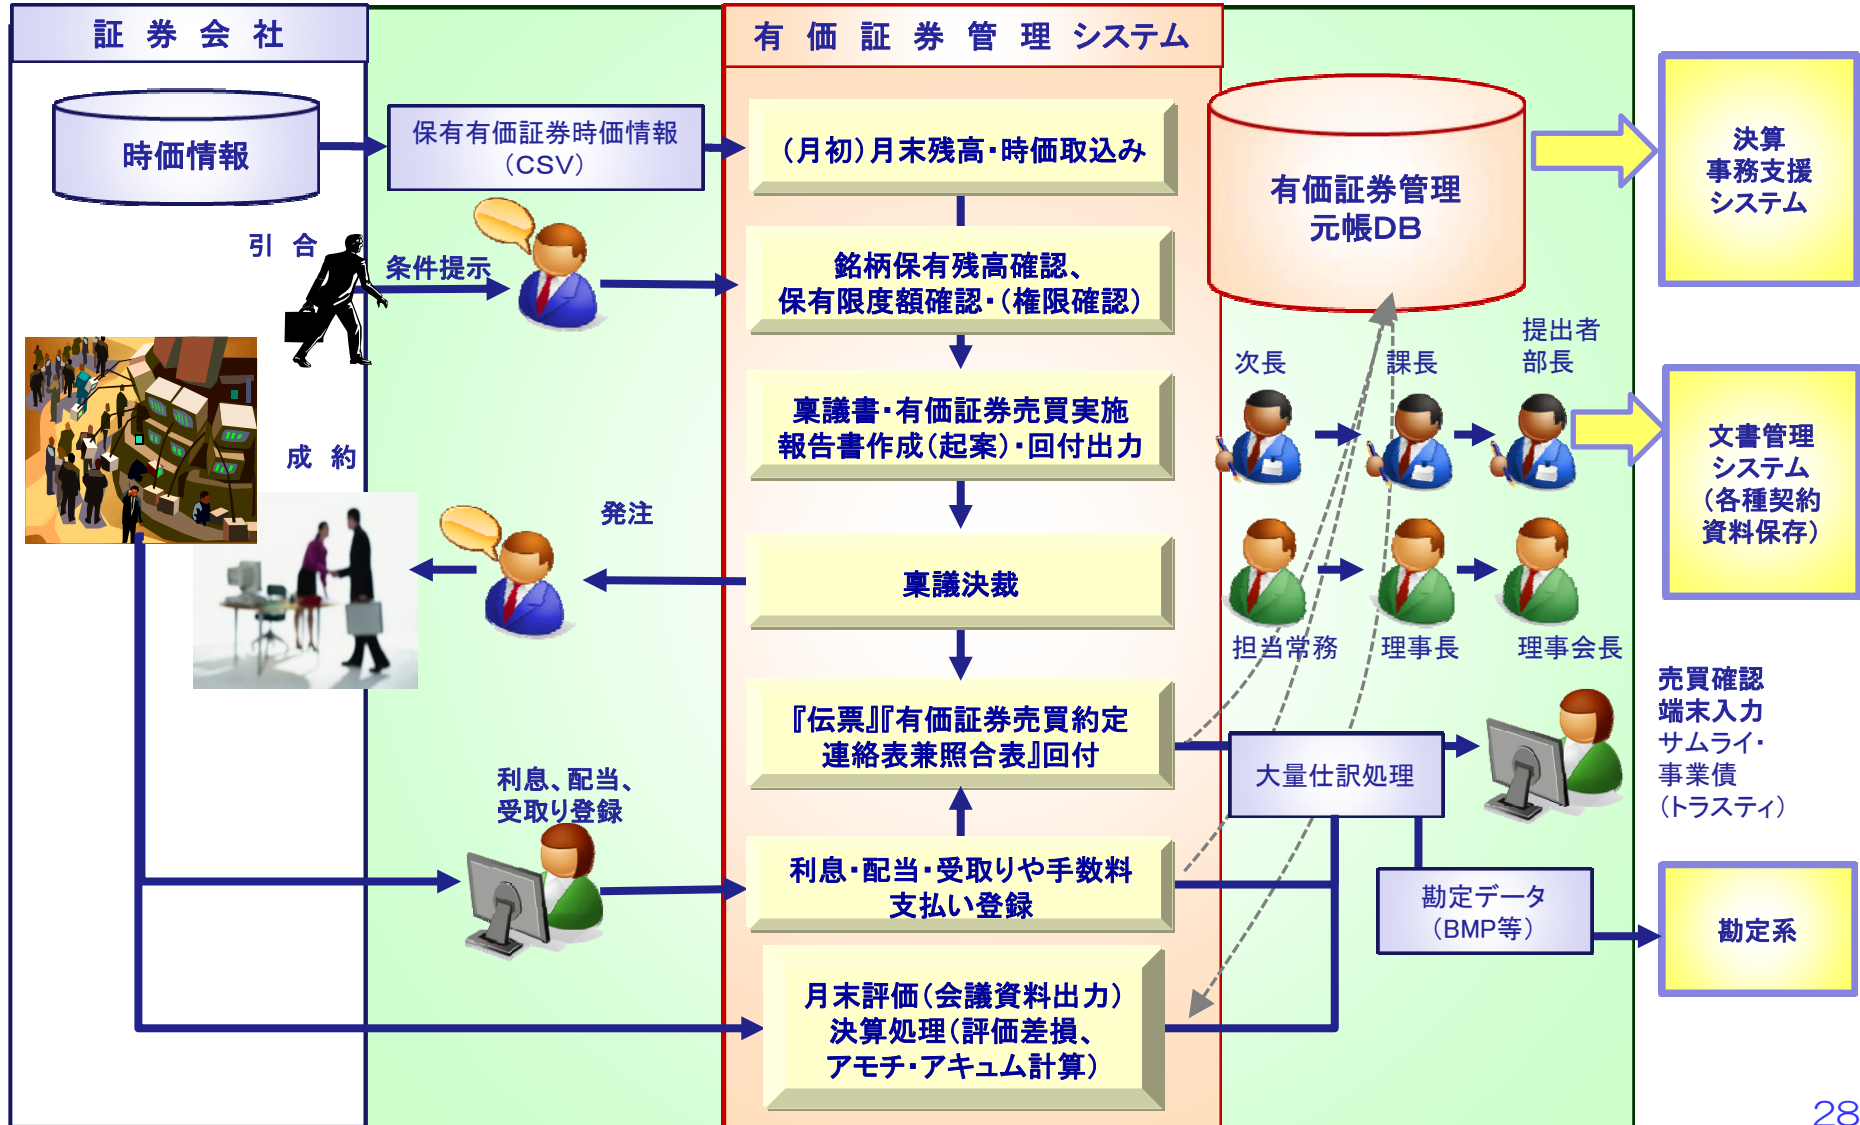 証券会社
有価証券管理システム
時価情報
保有有価証券時価情報
（CSV）
（月初）月末残高・時価取込み
有価証券管理
元帳DB
決算
事務支援
システム
引合
条件提示
銘柄保有残高確認、
保有限度額確認・（権限確認）
次長
課長
提出者
部長
稟議書・有価証券売買実施
報告書作成（起案）・回付出力
文書管理
システム
（各種契約
資料保存）
成約
発注
稟議決裁
担当常務
理事長
理事会長
『伝票』『有価証券売買約定
連絡表兼照合表』回付
大量仕訳処理
売買確認
端末入力
サムライ・
事業債
（トラスティ）
利息、配当、
受取り登録
利息・配当・受取りや手数料
支払い登録
勘定データ
（BMP等）
勘定系
月末評価（会議資料出力）
決算処理（評価差損、
アモチ・アキュム計算）
28